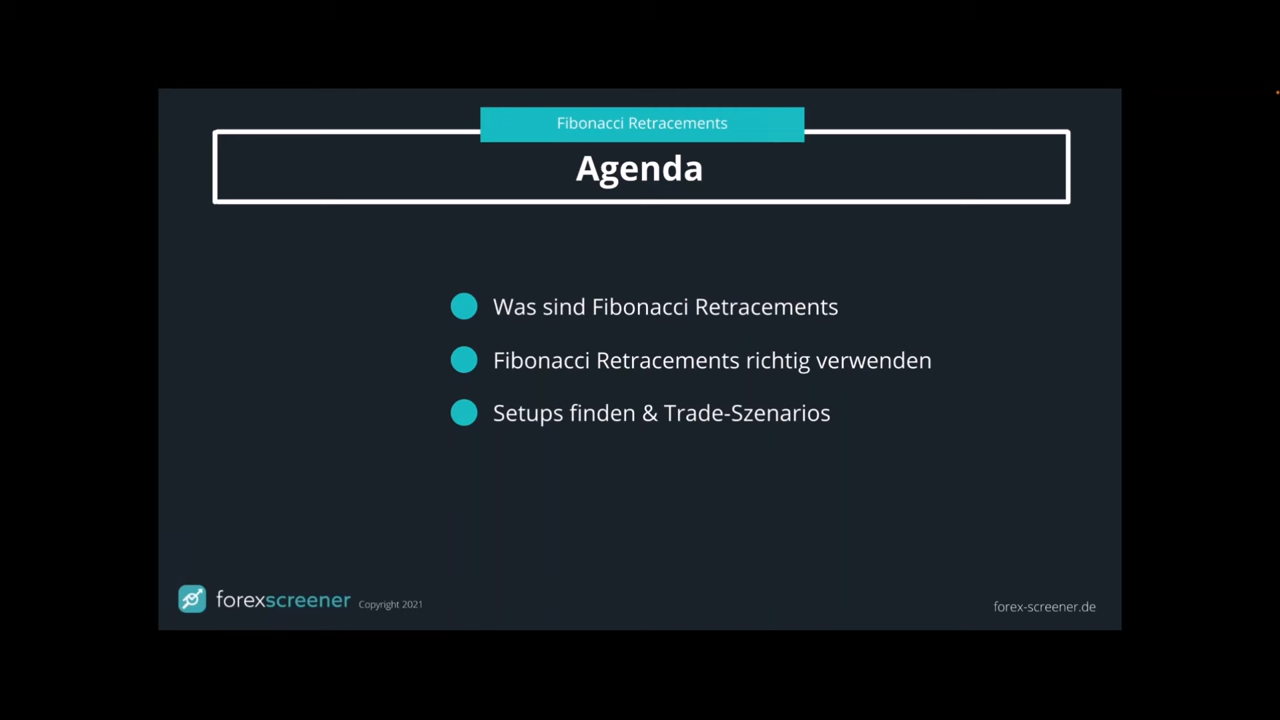 Fibonacci Retracements
Agenda
Was sind Fibonacci Retracements
Fibonacci Retracements richtig verwenden
Setups finden & Trade-Szenarios
forexscreener Copyright 2021
forex-screener.de